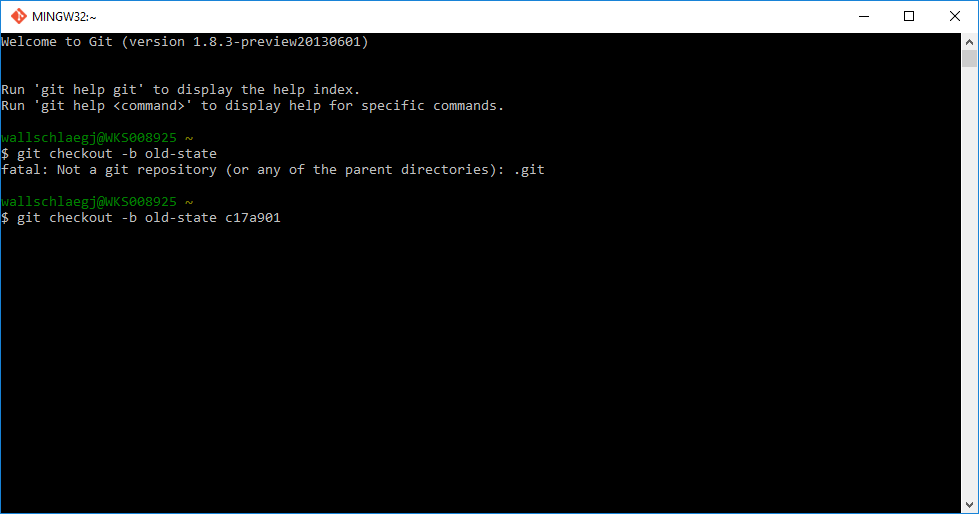 MINGW32:~
Welcome to Git (version 1.8.3-preview20130601)
Run 'git help git' to display the help index.
Run 'git help <command>' to display help for specific commands.
wallschlaegj@WKS008925 ~
$ git checkout -b old-state
fatal: Not a git repository (or any of the parent directories): .git
wallschlaegj@WKS008925 ~
$ git checkout -b old-state c17a901